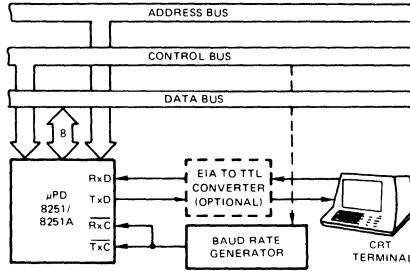 ADDRESS BUS
CONTROL BUS
DATA BUS
8
μPD
8251/
8251A
RxD
TxD
RxC
TxC
EIA TO TTL
CONVERTER
(OPTIONAL)
BAUD RATE
GENERATOR
CRT
TERMINAL